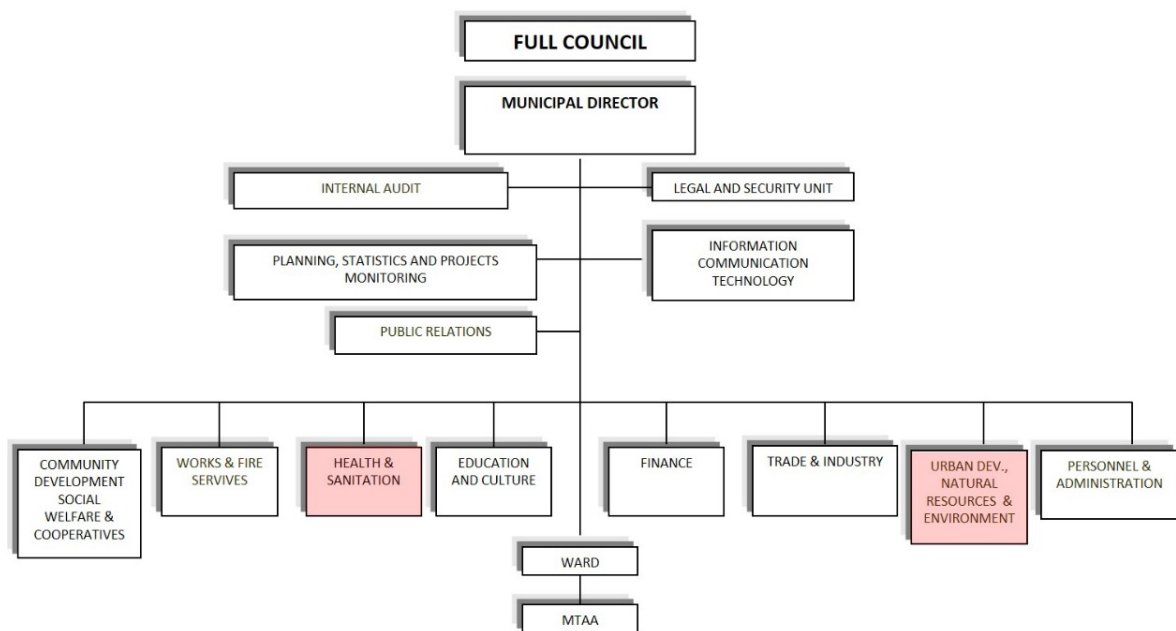 FULL COUNCIL
MUNICIPAL DIRECTOR
INTERNAL AUDIT
LEGAL AND SECURITY UNIT
PLANNING, STATISTICS AND PROJECTS
MONITORING
INFORMATION
COMMUNICATION
TECHNOLOGY
PUBLIC RELATIONS
COMMUNITY
DEVELOPMENT
SOCIAL
WELFARE &
COOPERATIVES
WORKS & FIRE
SERVIVES
HEALTH &
SANITATION
EDUCATION
AND CULTURE
FINANCE
TRADE & INDUSTRY
URBAN DEV.,
NATURAL
RESOURCES &
ENVIRONMENT
PERSONNEL &
ADMINISTRATION
WARD
MTAA